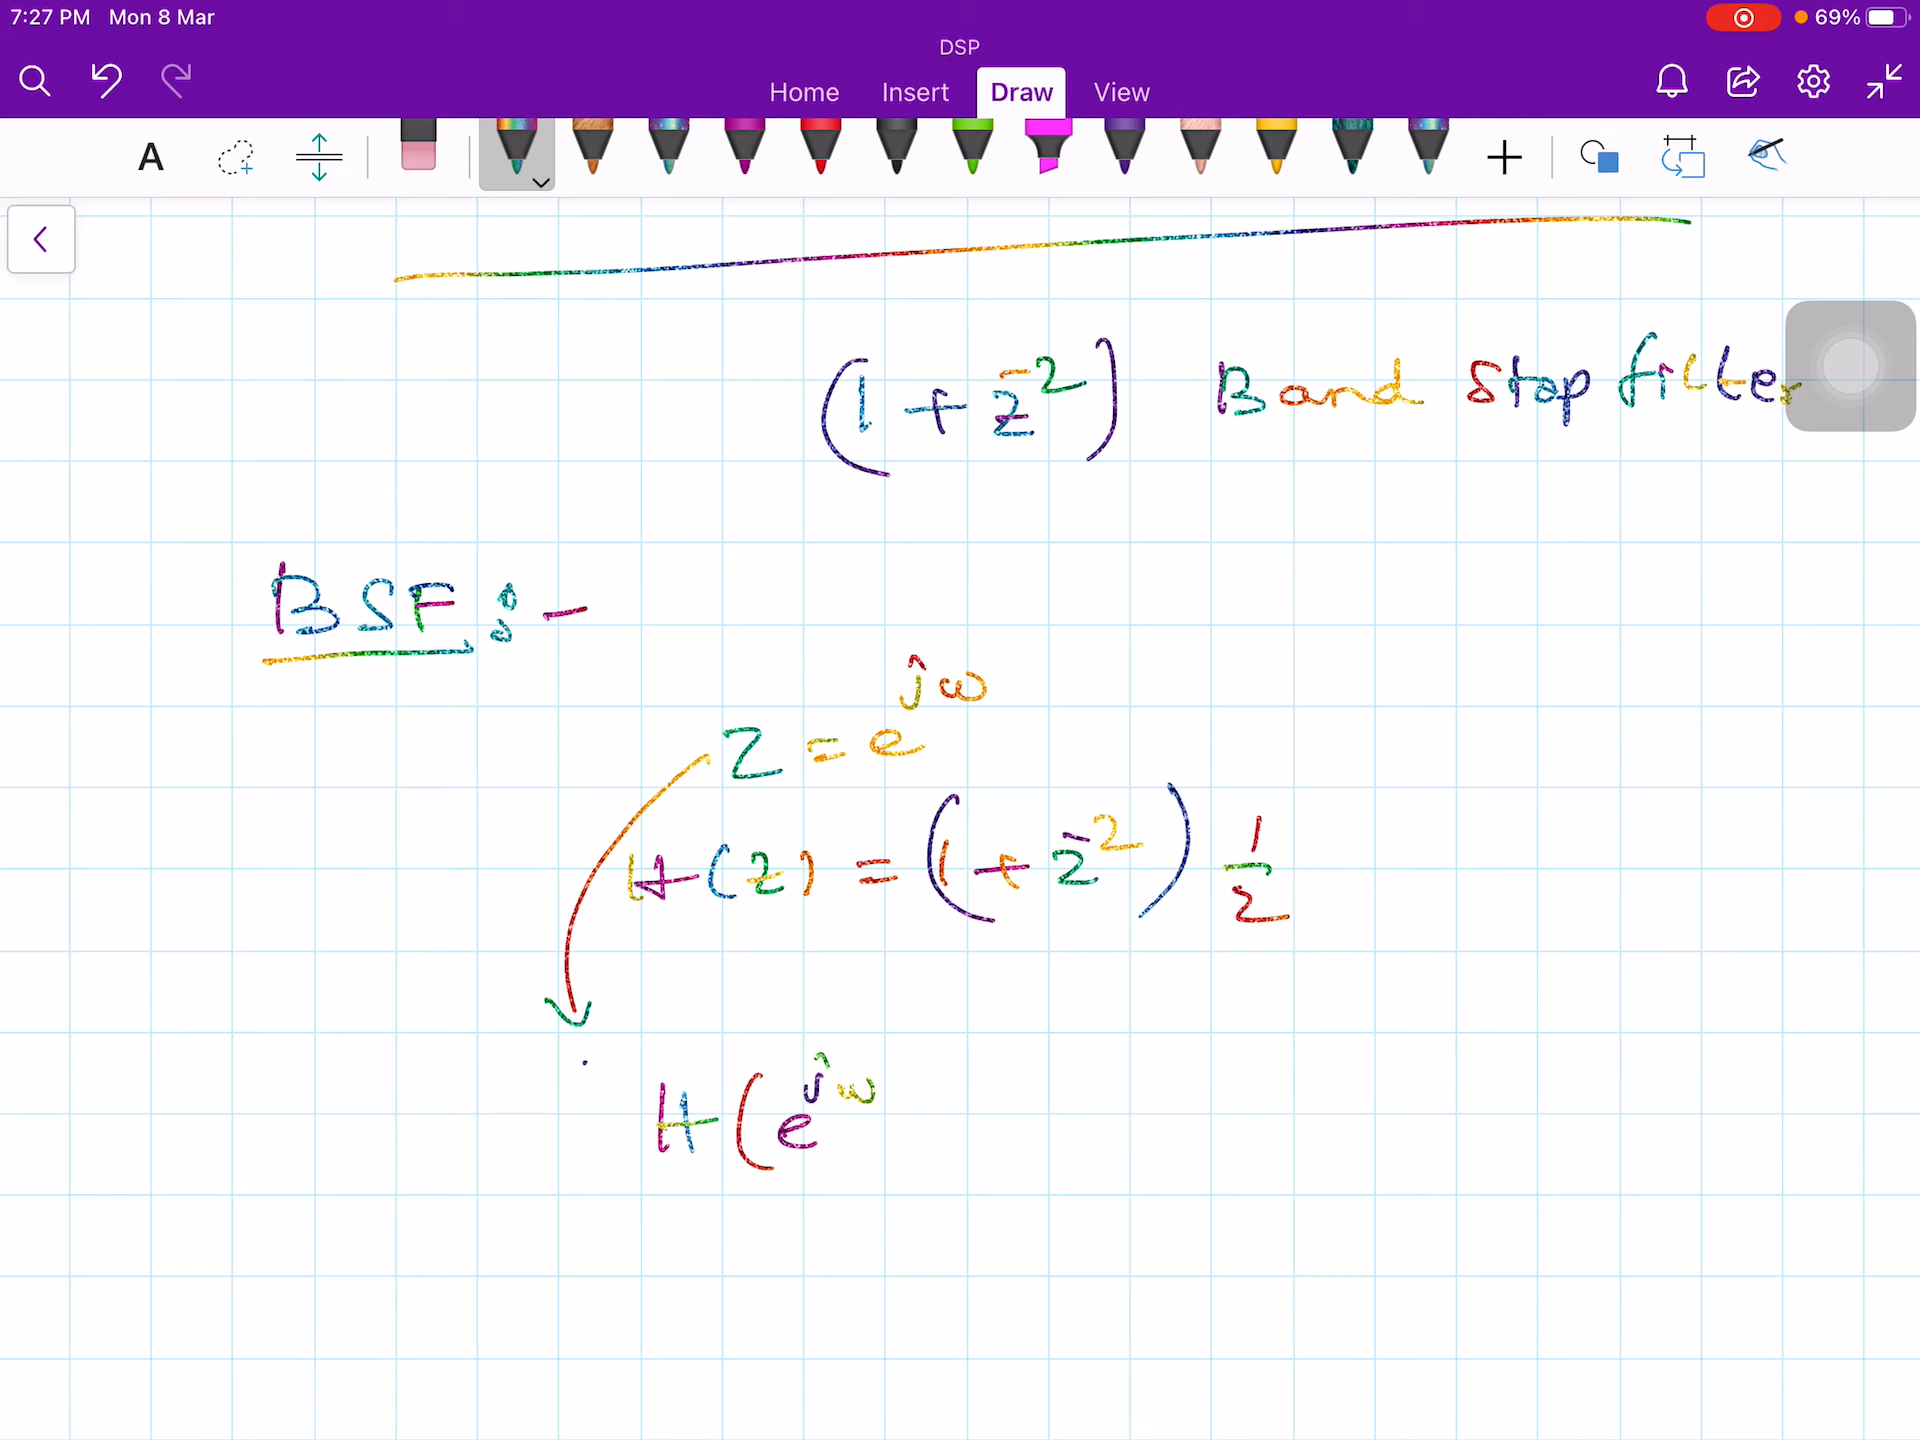 7:27 PM Mon 8 Mar 69%
DSP
Home Insert Draw View
A
(1 + z⁻²) Band Stop filter
BSF :-
z = e^{jω}
H(z) = (1 + z⁻²) 1/2
H(e^{jω}